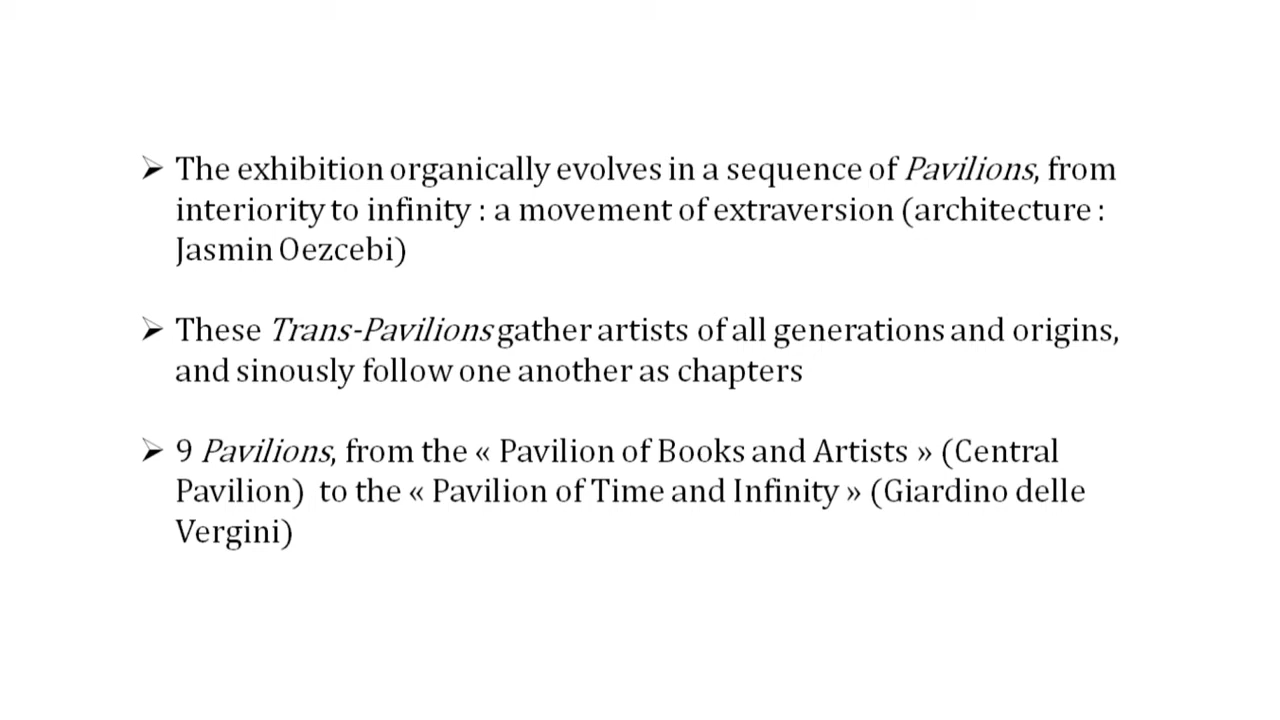 ➢ The exhibition organically evolves in a sequence of Pavilions, from
interiority to infinity : a movement of extraversion (architecture :
Jasmin Oezcebi)
➢ These Trans-Pavilions gather artists of all generations and origins,
and sinously follow one another as chapters
➢ 9 Pavilions, from the « Pavilion of Books and Artists » (Central
Pavilion) to the « Pavilion of Time and Infinity » (Giardino delle
Vergini)